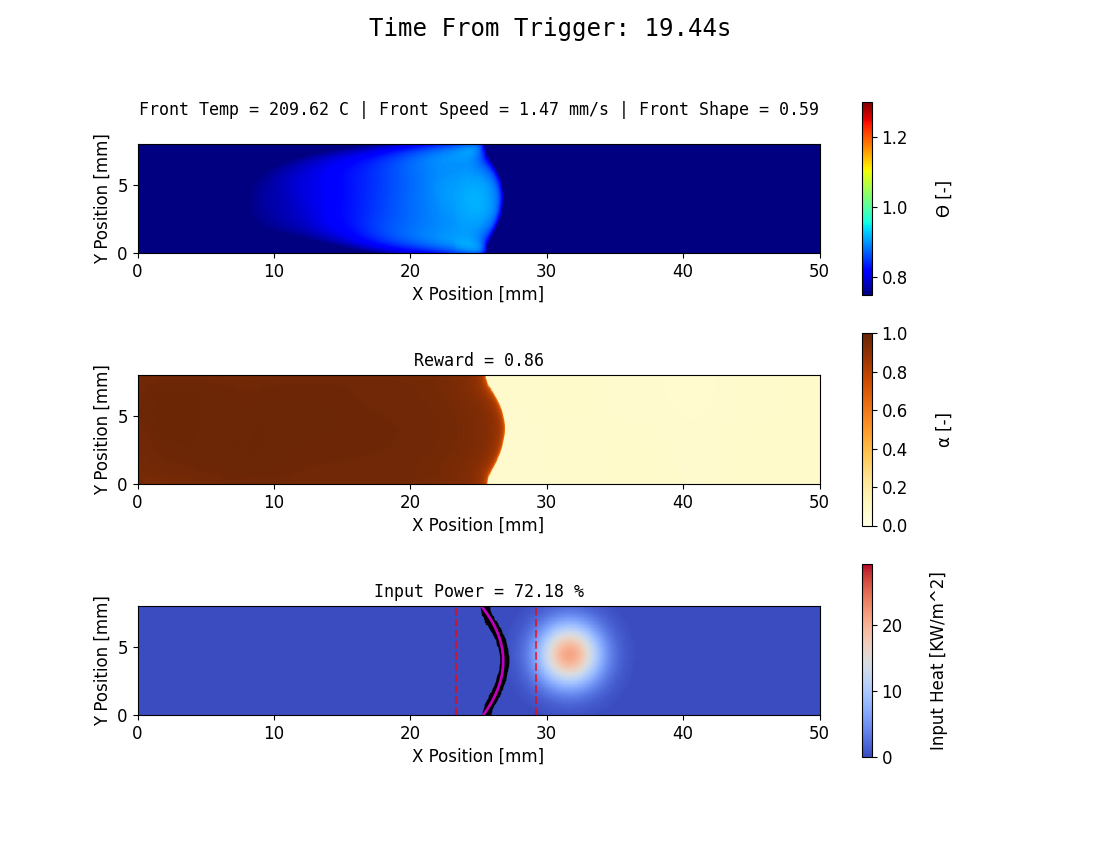 Time From Trigger: 19.44s
Front Temp = 209.62 C | Front Speed = 1.47 mm/s | Front Shape = 0.59
Y Position [mm]
5
0
0 10 20 30 40 50
X Position [mm]
1.2
1.0
0.8
Θ [-]
Reward = 0.86
Y Position [mm]
5
0
0 10 20 30 40 50
X Position [mm]
1.0
0.8
0.6
0.4
0.2
0.0
α [-]
Input Power = 72.18 %
Y Position [mm]
5
0
0 10 20 30 40 50
X Position [mm]
20
10
0
Input Heat [KW/m^2]